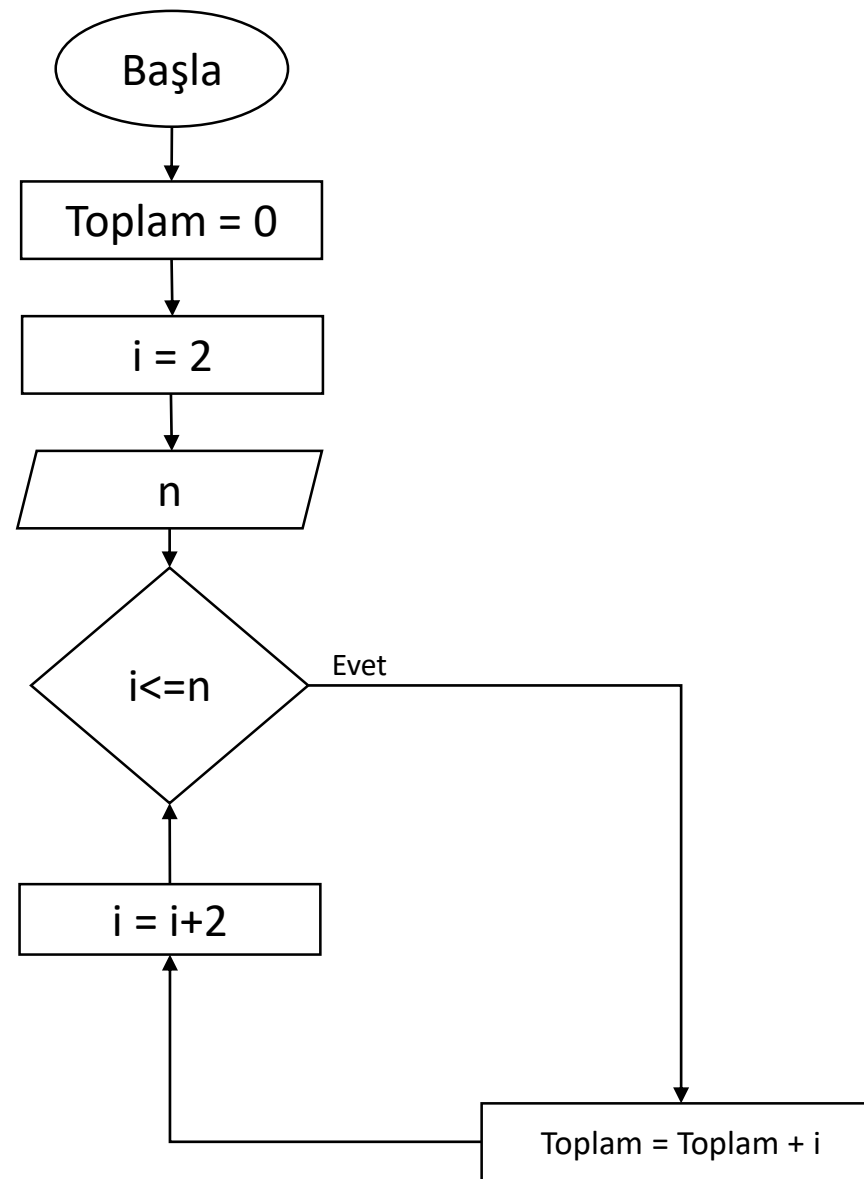 Başla
Toplam = 0
i = 2
n
i<=n
Evet
i = i+2
Toplam = Toplam + i